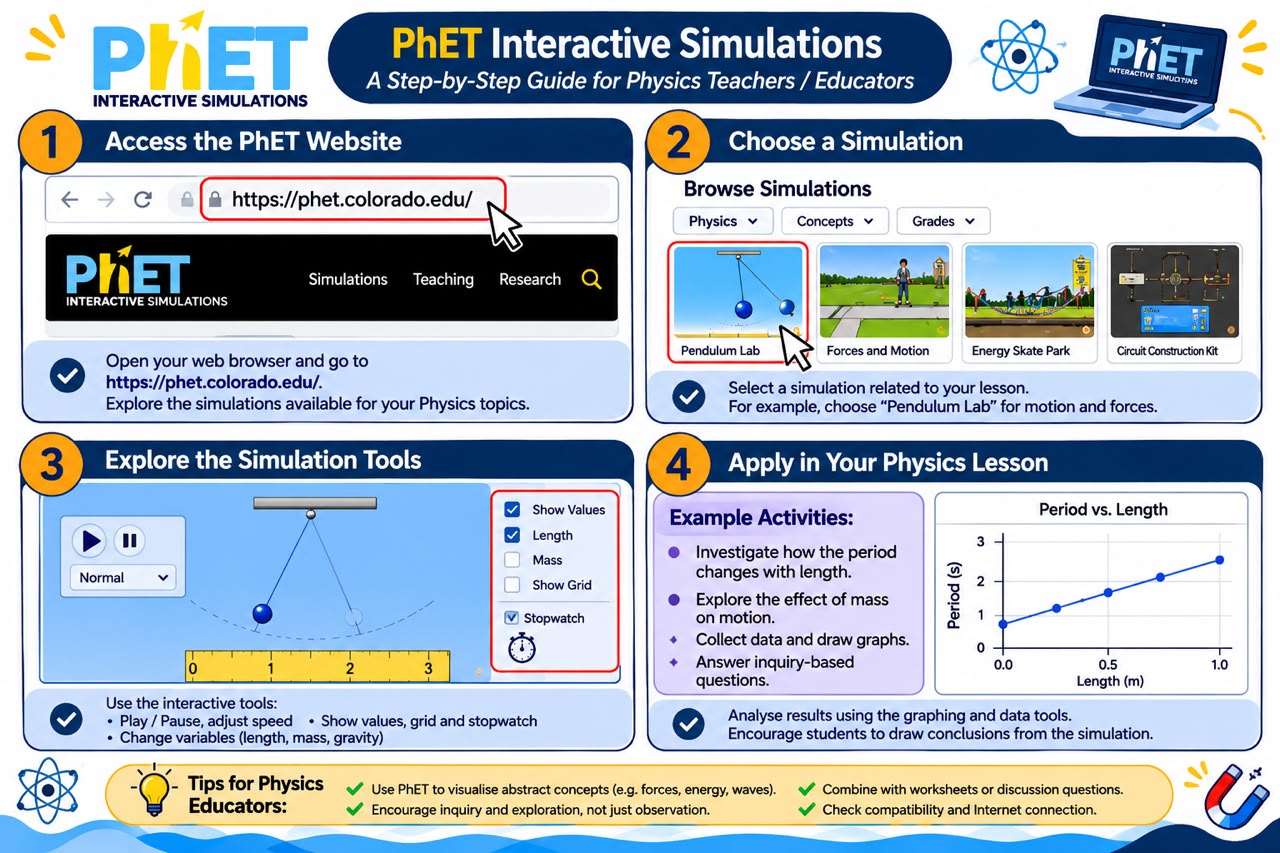 PhET
INTERACTIVE SIMULATIONS
PhET Interactive Simulations
A Step-by-Step Guide for Physics Teachers / Educators
PhET
INTERACTIVE SIMULATIONS
1
Access the PhET Website
https://phet.colorado.edu/
PhET
INTERACTIVE SIMULATIONS
Simulations Teaching Research
Open your web browser and go to
https://phet.colorado.edu/.
Explore the simulations available for your Physics topics.
2
Choose a Simulation
Browse Simulations
Physics Concepts Grades
Pendulum Lab
Forces and Motion
Energy Skate Park
Circuit Construction Kit
Select a simulation related to your lesson.
For example, choose “Pendulum Lab” for motion and forces.
3
Explore the Simulation Tools
Normal
Show Values
Length
Mass
Show Grid
Stopwatch
0 1 2 3
Use the interactive tools:
• Play / Pause, adjust speed • Show values, grid and stopwatch
• Change variables (length, mass, gravity)
4
Apply in Your Physics Lesson
Example Activities:
Investigate how the period
changes with length.
Explore the effect of mass
on motion.
Collect data and draw graphs.
Answer inquiry-based
questions.
Period vs. Length
Period (s)
3
2
1
0
0.0 0.5 1.0
Length (m)
Analyse results using the graphing and data tools.
Encourage students to draw conclusions from the simulation.
Tips for Physics
Educators:
Use PhET to visualise abstract concepts (e.g. forces, energy, waves).
Encourage inquiry and exploration, not just observation.
Combine with worksheets or discussion questions.
Check compatibility and Internet connection.